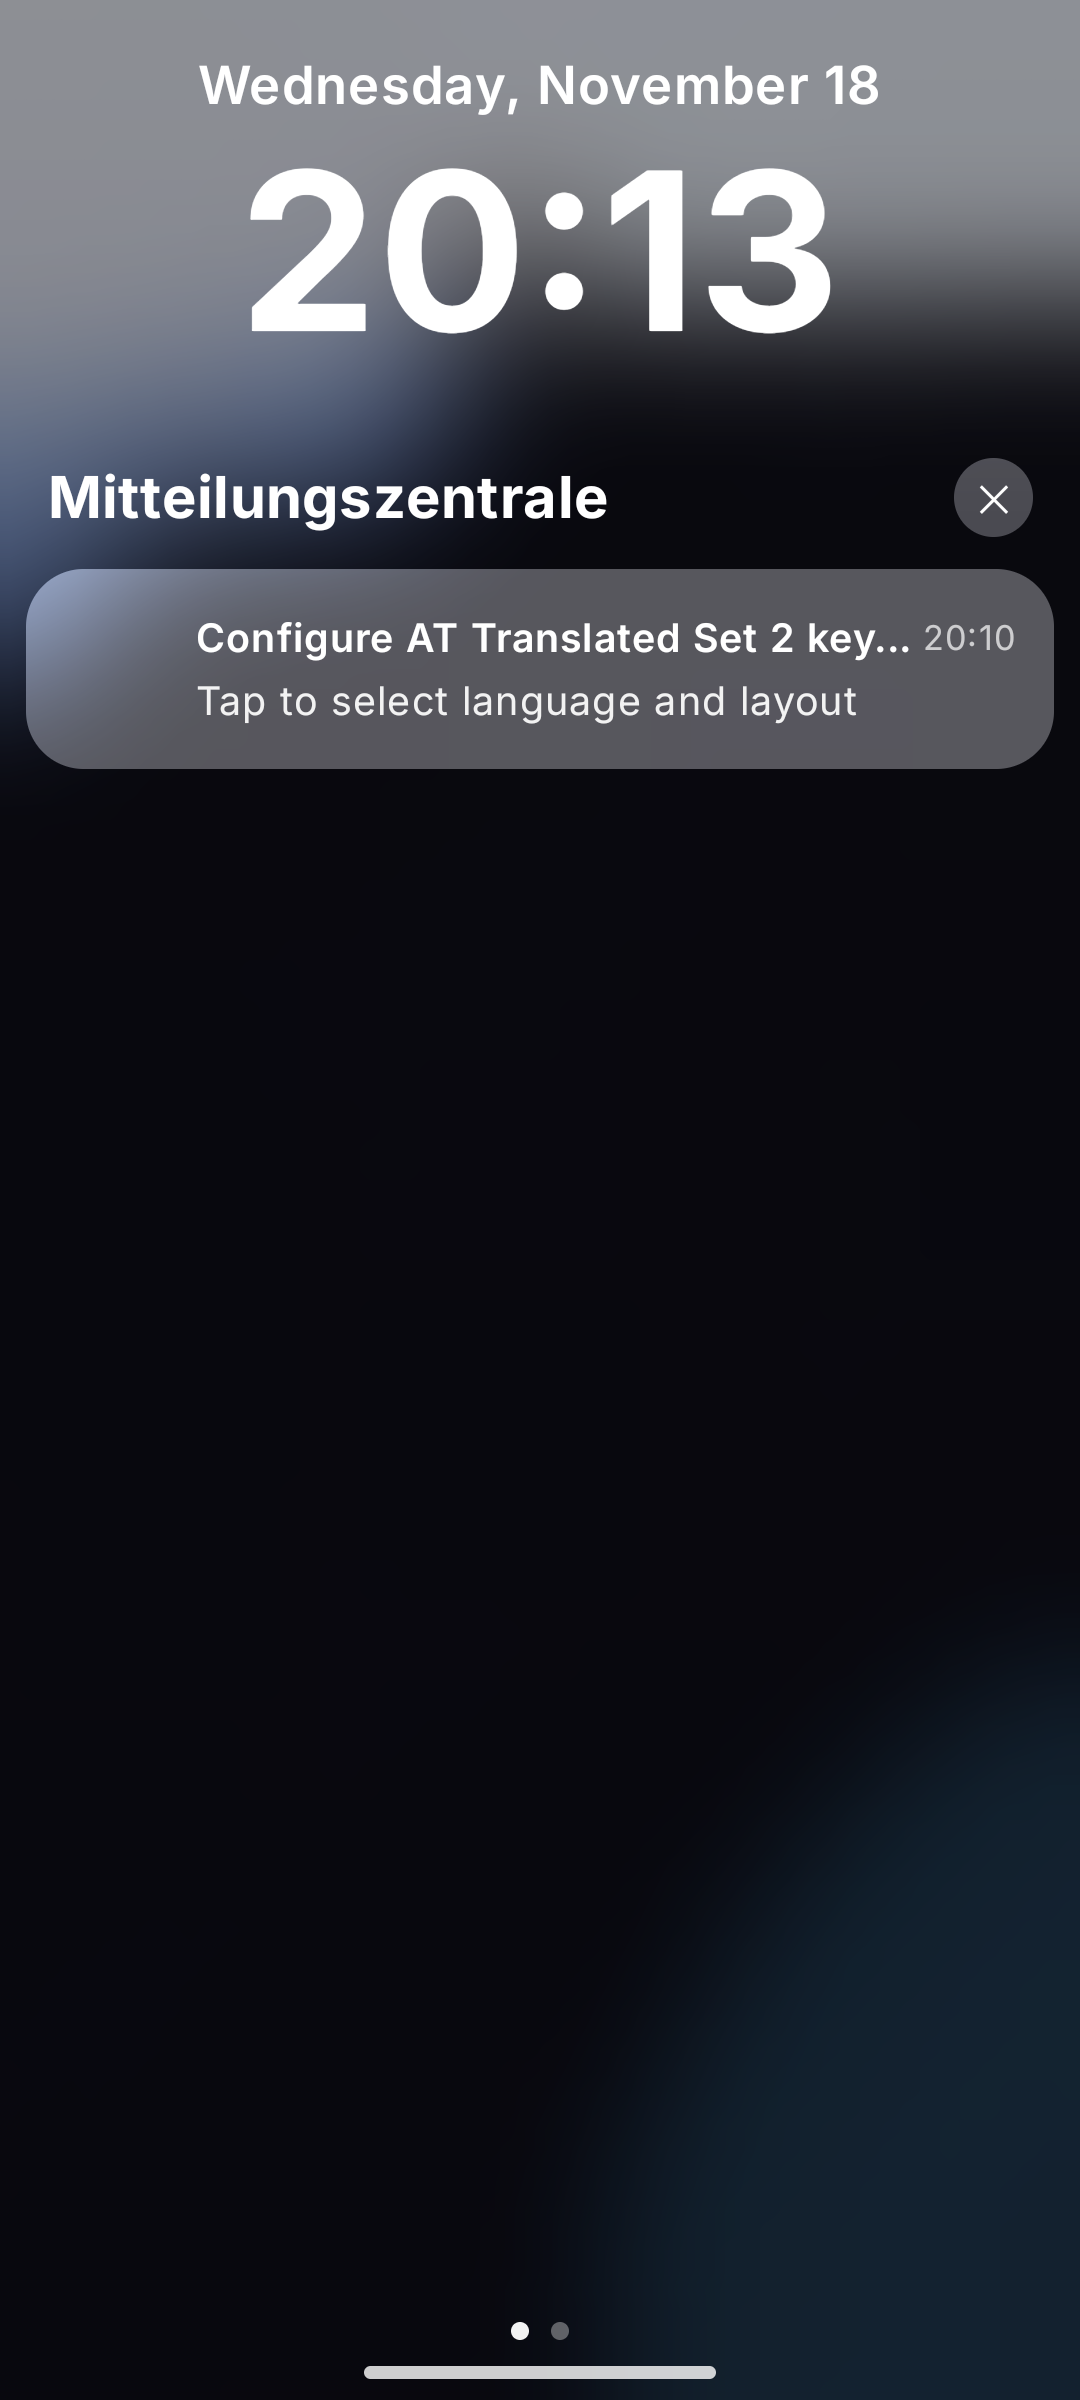 Wednesday, November 18
20:13
Mitteilungszentrale
Configure AT Translated Set 2 key... 20:10
Tap to select language and layout